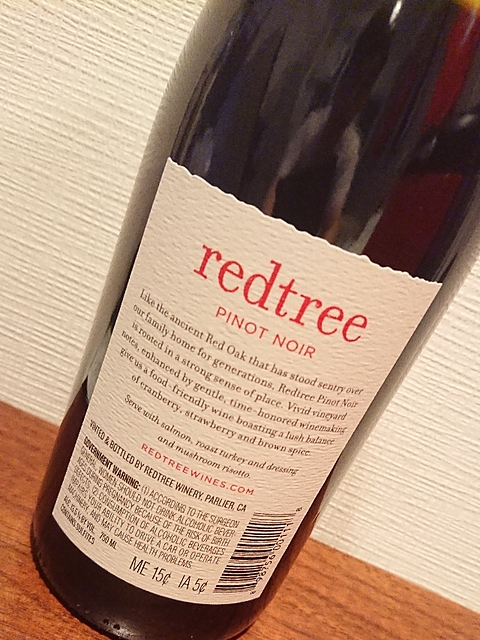 redtree
PINOT NOIR
Like the ancient Red Oak that has stood sentry over
our family home for generations, Redtree Pinot Noir
is rooted in a strong sense of place. Vivid vineyard
notes, enhanced by gentle, time-honored winemaking
give us a food-friendly wine boasting a lush balance
of cranberry, strawberry and brown spice.
Serve with salmon, roast turkey and dressing
and mushroom risotto.
REDTREEWINES.COM
VINTED & BOTTLED BY REDTREE WINERY, PARLIER, CA
GOVERNMENT WARNING: (1) ACCORDING TO THE SURGEON
GENERAL, WOMEN SHOULD NOT DRINK ALCOHOLIC BEVER-
AGES DURING PREGNANCY BECAUSE OF THE RISK OF BIRTH
DEFECTS. (2) CONSUMPTION OF ALCOHOLIC BEVERAGES
IMPAIRS YOUR ABILITY TO DRIVE A CAR OR OPERATE
MACHINERY, AND MAY CAUSE HEALTH PROBLEMS.
BY VOL. 750 ML
CONTAINS SULFITES
ME 15¢ IA 5¢